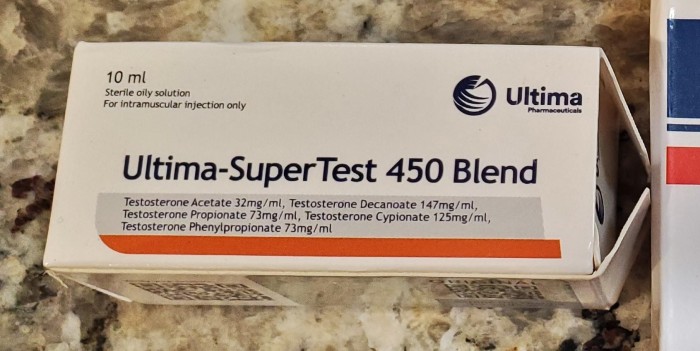 10 ml
Sterile oily solution
For intramuscular injection only
Ultima
Pharmaceuticals
Ultima-SuperTest 450 Blend
Testosterone Acetate 32mg/ml, Testosterone Decanoate 147mg/ml,
Testosterone Propionate 73mg/ml, Testosterone Cypionate 125mg/ml,
Testosterone Phenylpropionate 73mg/ml